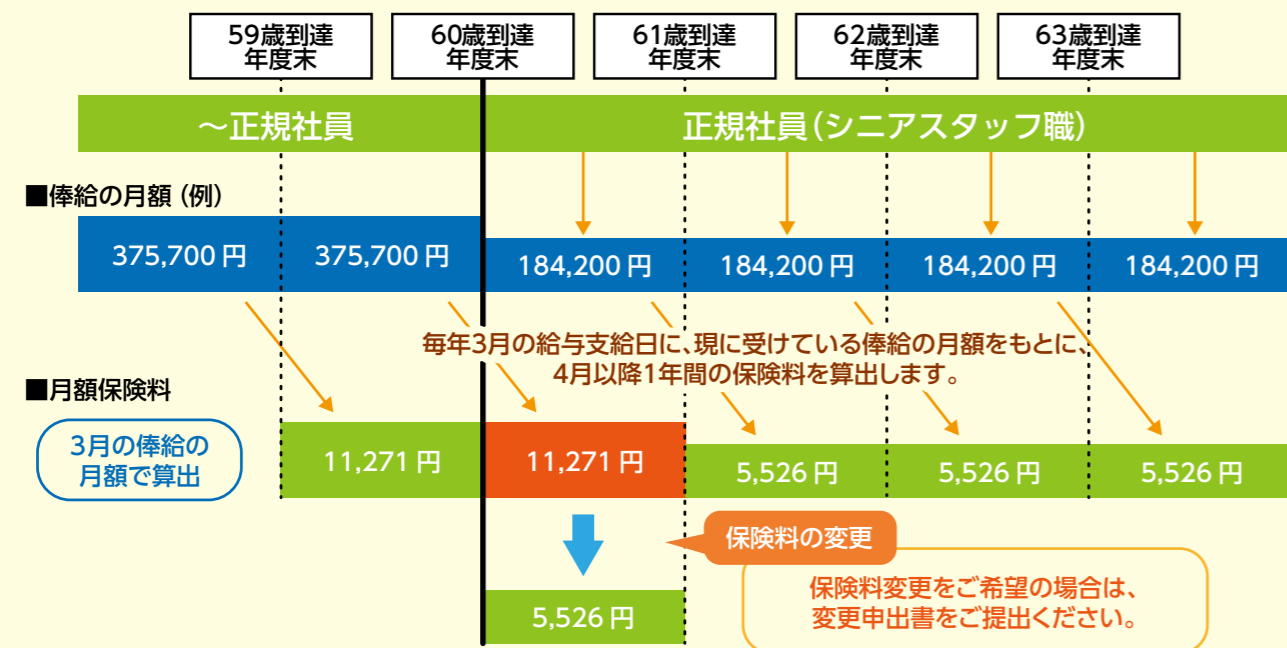 59歳到達
年度末
60歳到達
年度末
61歳到達
年度末
62歳到達
年度末
63歳到達
年度末
～正規社員
正規社員（シニアスタッフ職）
■俸給の月額（例）
375,700 円
375,700 円
184,200 円
184,200 円
184,200 円
184,200 円
毎年3月の給与支給日に、現に受けている俸給の月額をもとに、
4月以降1年間の保険料を算出します。
■月額保険料
3月の俸給の
月額で算出
11,271 円
11,271 円
5,526 円
5,526 円
5,526 円
保険料の変更
5,526 円
保険料変更をご希望の場合は、
変更申出書をご提出ください。